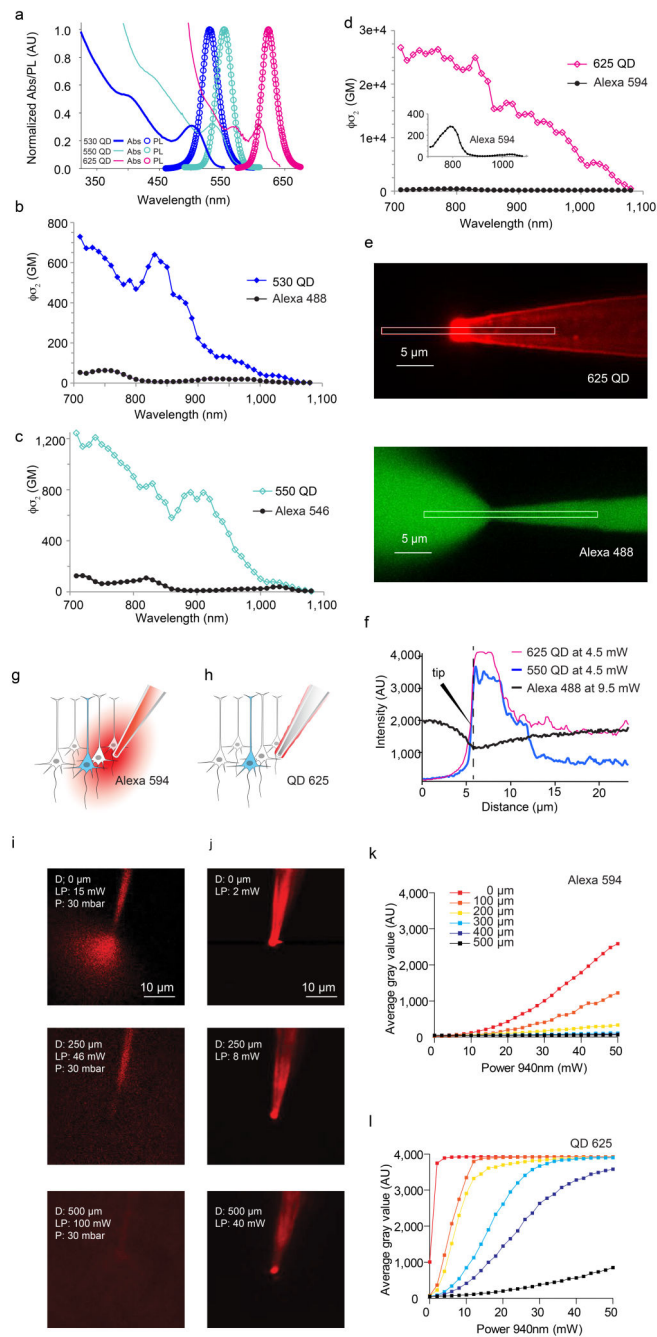 a
Normalized Abs/PL (AU)
1.0
0.8
0.6
0.4
0.2
0
530 QD Abs PL
550 QD Abs PL
625 QD Abs PL
325
450
550
650
Wavelength (nm)
b
ϕσ₂ (GM)
800
600
400
200
0
530 QD
Alexa 488
700
800
900
1,000
1,100
Wavelength (nm)
c
ϕσ₂ (GM)
1,200
800
400
0
550 QD
Alexa 546
700
800
900
1,000
1,100
Wavelength (nm)
d
ϕσ₂ (GM)
3e+4
2e+4
1e+4
0
625 QD
Alexa 594
400
200
0
Alexa 594
800
1000
700
800
900
1,000
1,100
Wavelength (nm)
e
5 µm
625 QD
5 µm
Alexa 488
f
Intensity (AU)
4,000
3,000
2,000
1,000
tip
625 QD at 4.5 mW
550 QD at 4.5 mW
Alexa 488 at 9.5 mW
0
5
10
15
20
Distance (µm)
g
Alexa 594
h
QD 625
i
D: 0 µm
LP: 15 mW
P: 30 mbar
10 µm
D: 250 µm
LP: 46 mW
P: 30 mbar
D: 500 µm
LP: 100 mW
P: 30 mbar
j
D: 0 µm
LP: 2 mW
10 µm
D: 250 µm
LP: 8 mW
D: 500 µm
LP: 40 mW
k
Alexa 594
Average gray value (AU)
4,000
3,000
2,000
1,000
0
0 µm
100 µm
200 µm
300 µm
400 µm
500 µm
0
10
20
30
40
50
Power 940nm (mW)
l
QD 625
Average gray value (AU)
4,000
3,000
2,000
1,000
0
0
10
20
30
40
50
Power 940nm (mW)